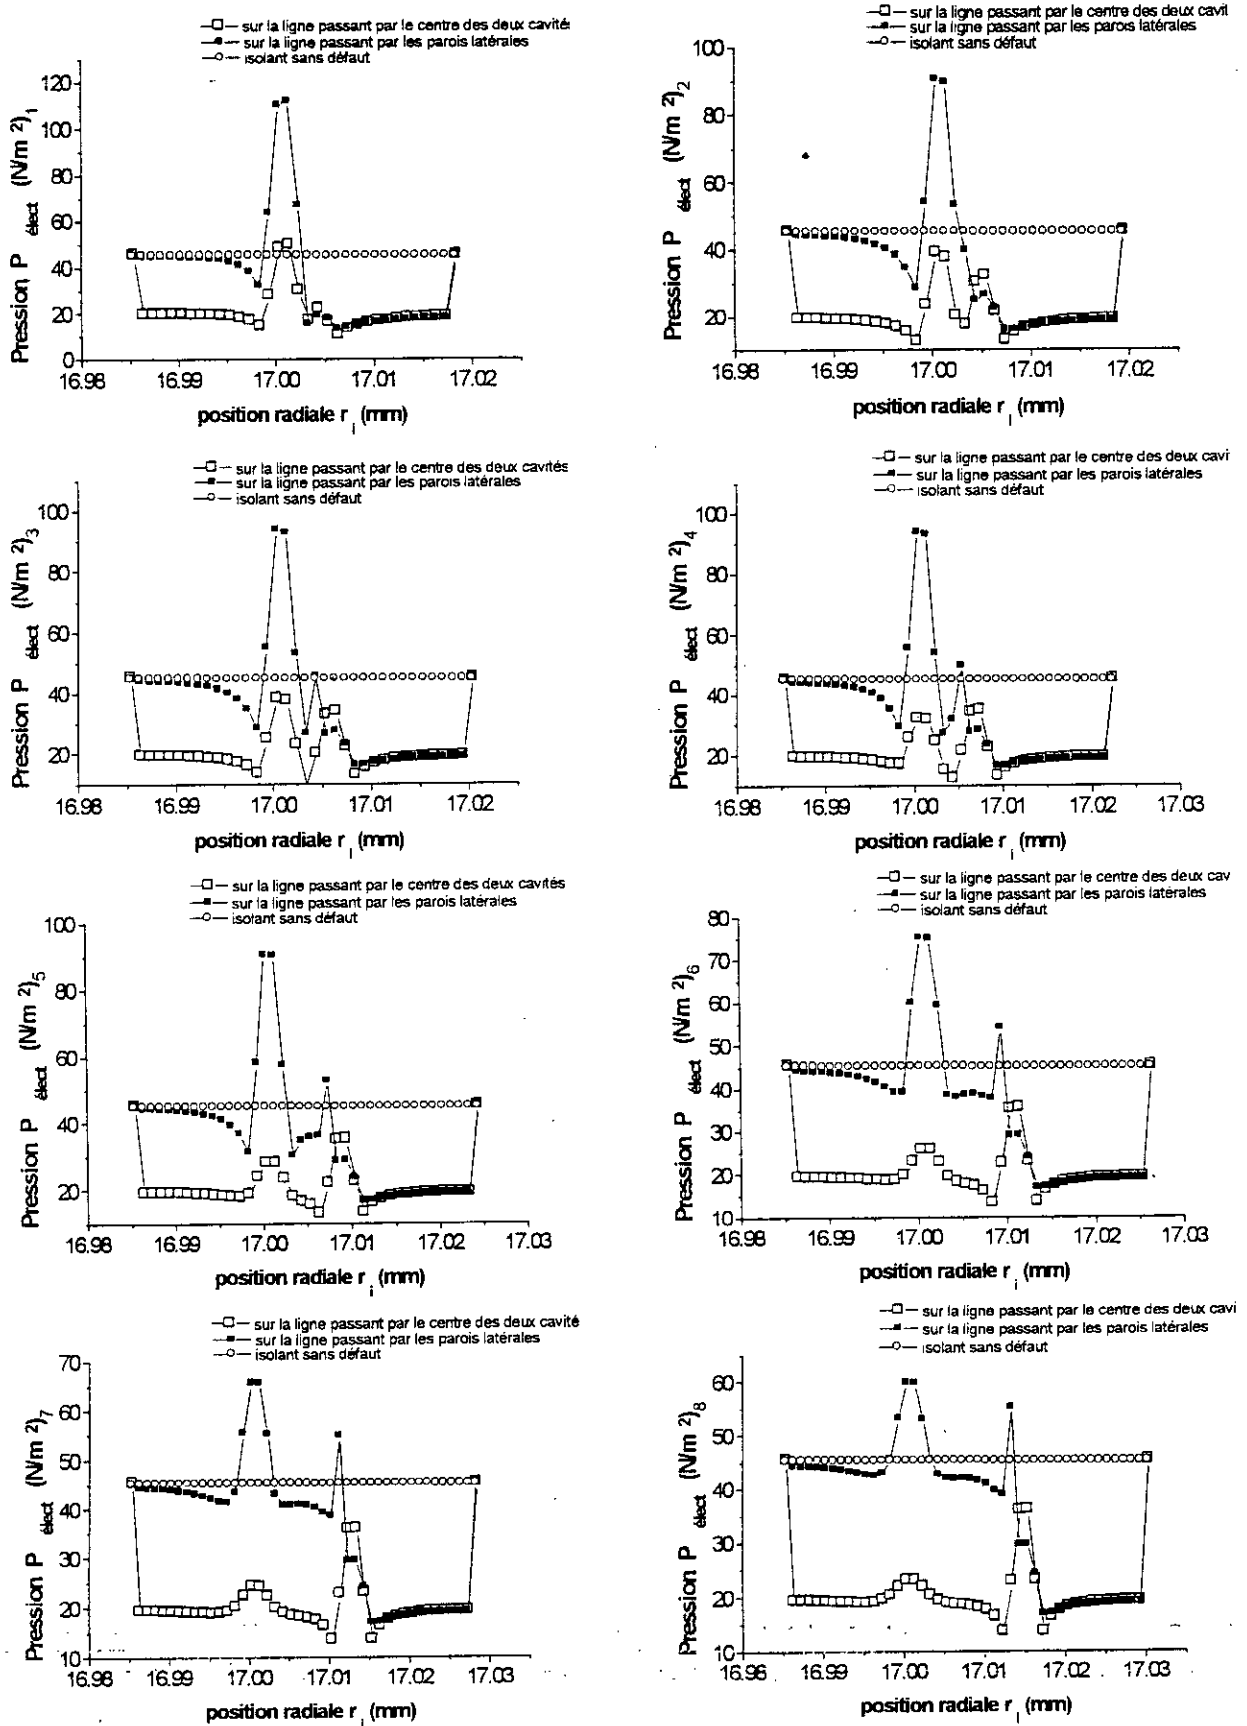 sur la ligne passant par le centre des deux cavités
sur la ligne passant par les parois latérales
isolant sans défaut
120
100
80
60
40
20
0
Pression P élect (N/m 2)1
16.98 16.99 17.00 17.01 17.02
position radiale r i (mm)
sur la ligne passant par le centre des deux cavit
sur la ligne passant par les parois latérales
isolant sans défaut
100
80
60
40
20
Pression P élect (N/m 2)2
16.98 16.99 17.00 17.01 17.02
position radiale r i (mm)
sur la ligne passant par le centre des deux cavités
sur la ligne passant par les parois latérales
isolant sans défaut
100
80
60
40
20
Pression P élect (N/m 2)3
16.98 16.99 17.00 17.01 17.02
position radiale r i (mm)
sur la ligne passant par le centre des deux cavi
sur la ligne passant par les parois latérales
isolant sans défaut
100
80
60
40
20
Pression P élect (N/m 2)4
16.98 16.99 17.00 17.01 17.02 17.03
position radiale r i (mm)
sur la ligne passant par le centre des deux cavités
sur la ligne passant par les parois latérales
isolant sans défaut
100
80
60
40
20
Pression P élect (N/m 2)5
16.98 16.99 17.00 17.01 17.02 17.03
position radiale r i (mm)
sur la ligne passant par le centre des deux cav
sur la ligne passant par les parois latérales
isolant sans défaut
80
70
60
50
40
30
20
10
Pression P élect (N/m 2)6
16.98 16.99 17.00 17.01 17.02 17.03
position radiale r i (mm)
sur la ligne passant par le centre des deux cavité
sur la ligne passant par les parois latérales
isolant sans défaut
70
60
50
40
30
20
10
Pression P élect (N/m 2)7
16.98 16.99 17.00 17.01 17.02 17.03
position radiale r i (mm)
sur la ligne passant par le centre des deux cavi
sur la ligne passant par les parois latérales
isolant sans défaut
60
50
40
30
20
10
Pression P élect (N/m 2)8
16.98 16.99 17.00 17.01 17.02 17.03
position radiale r i (mm)